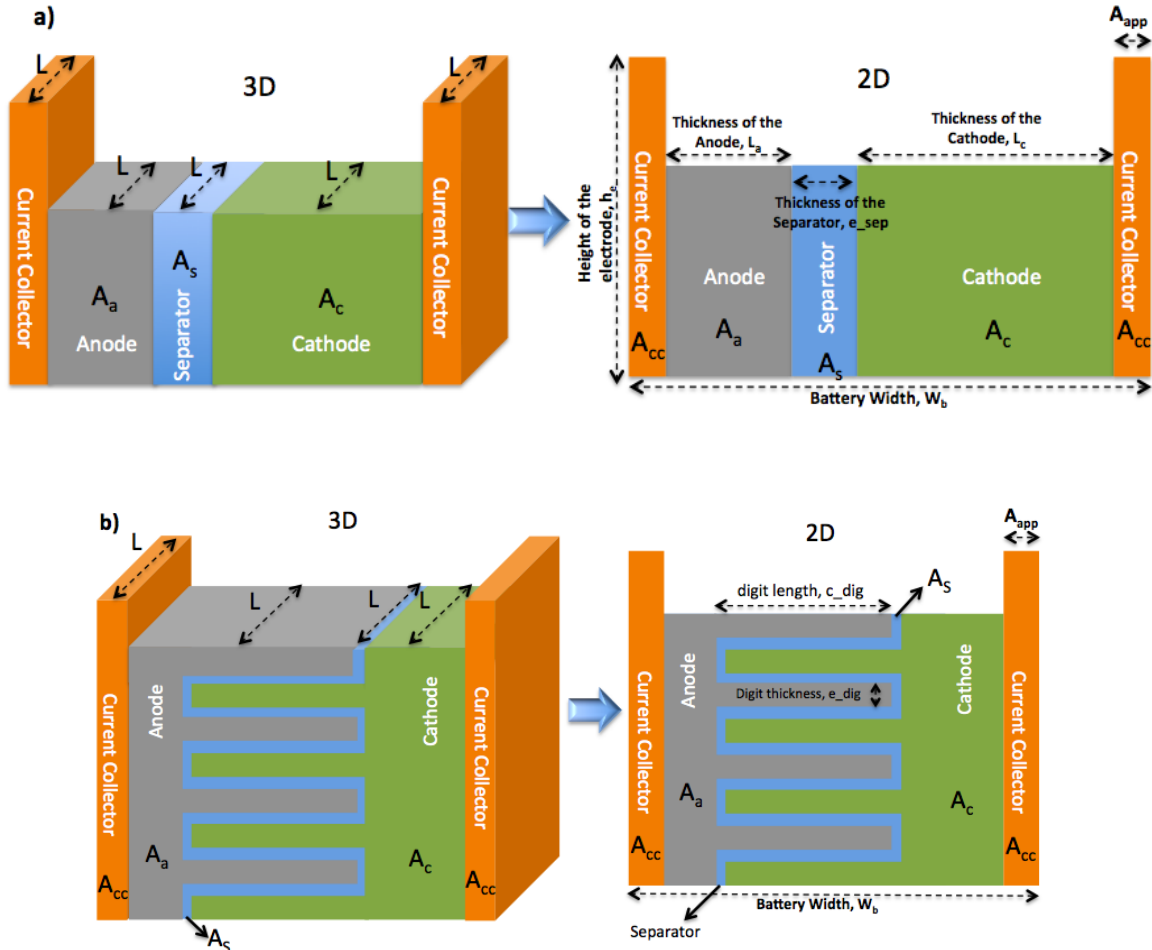 a)
3D
L
L
L
L
L
Current Collector
A_a
Anode
A_s
Separator
A_c
Cathode
Current Collector
2D
A_app
Thickness of the
Anode, L_a
Thickness of the
Cathode, L_c
Height of the
electrode, h_e
Current Collector
A_cc
Thickness of the
Separator, e_sep
Anode
A_a
Separator
A_s
Cathode
A_c
Current Collector
A_cc
Battery Width, W_b
b)
3D
L
L
L
L
Current Collector
A_cc
Anode
A_a
Cathode
A_c
Current Collector
A_cc
A_S
2D
A_app
digit length, c_dig
A_S
Current Collector
A_cc
Anode
A_a
Digit thickness, e_dig
Cathode
A_c
Current Collector
A_cc
Battery Width, W_b
Separator